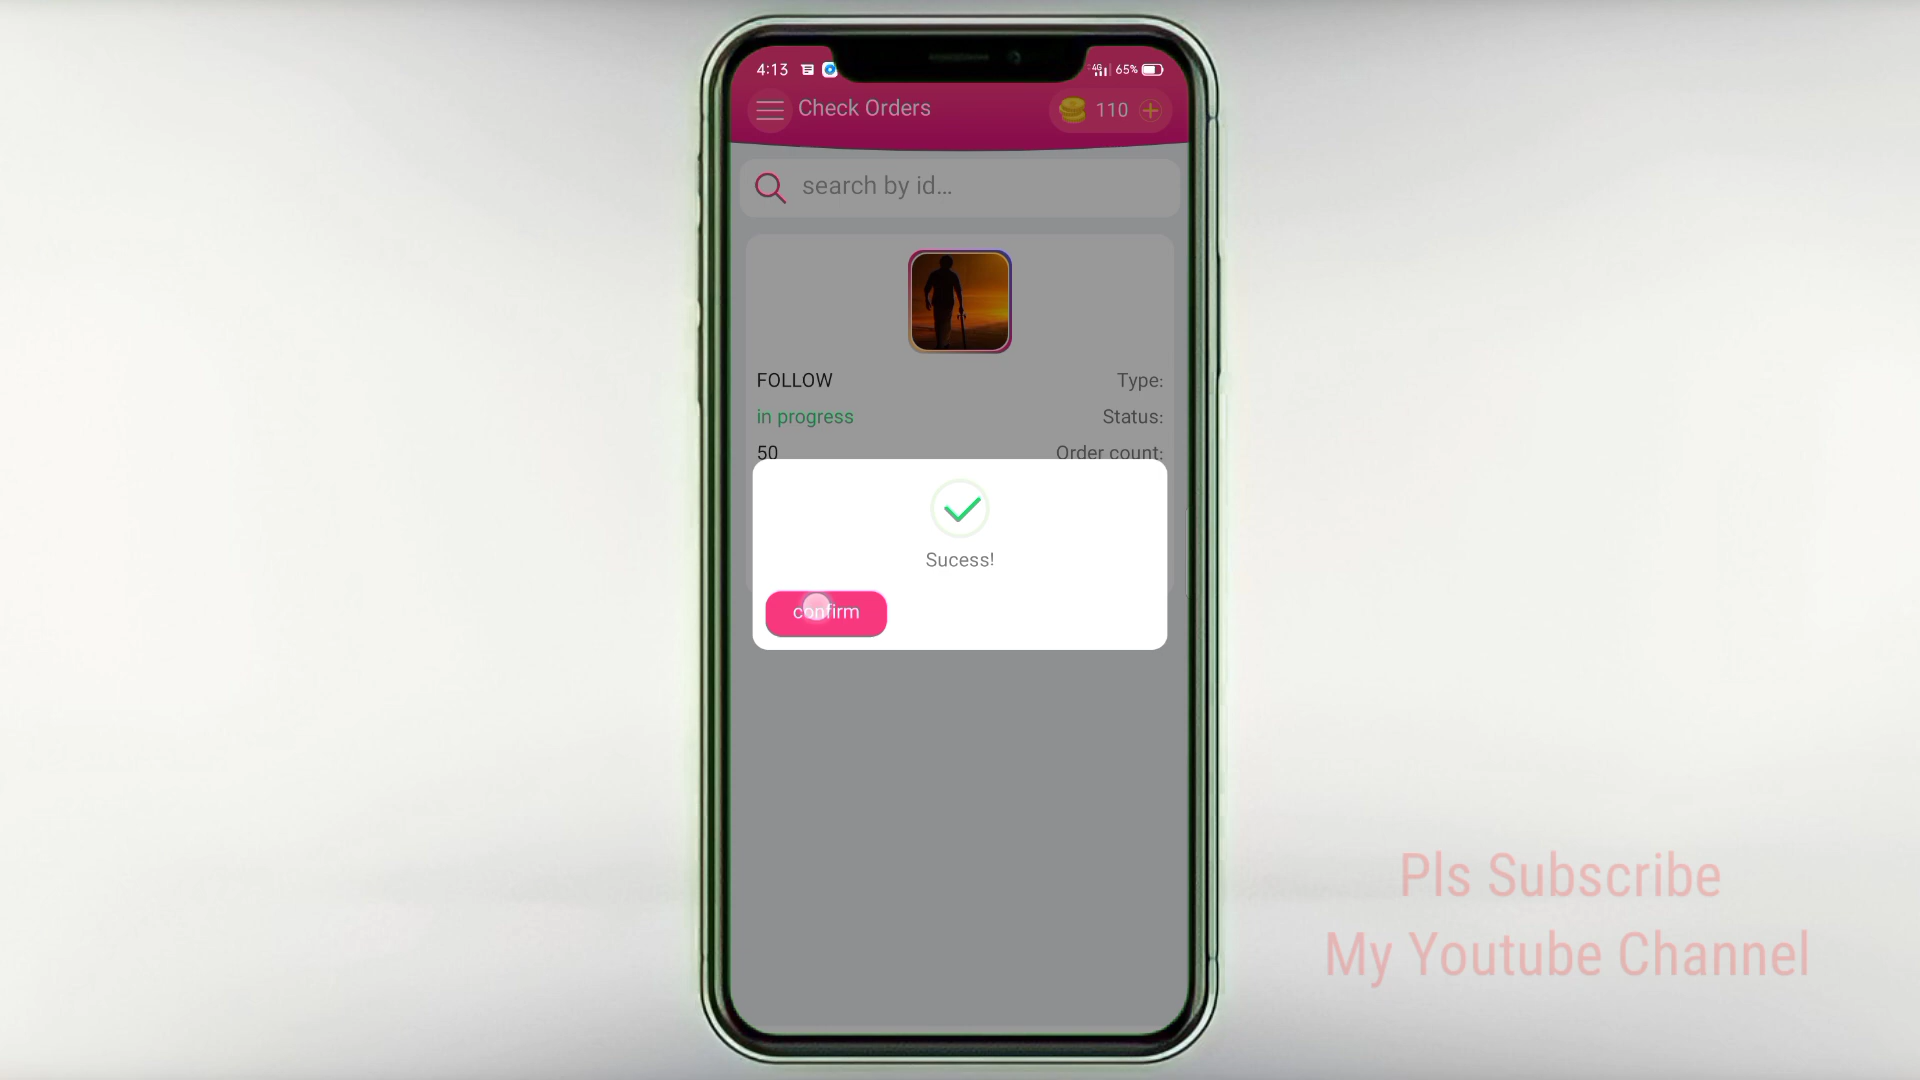 4:13 4G 65%
Check Orders 110
search by id...
FOLLOW Type:
in progress Status:
50 Order count:
Sucess!
confirm
Pls Subscribe
My Youtube Channel